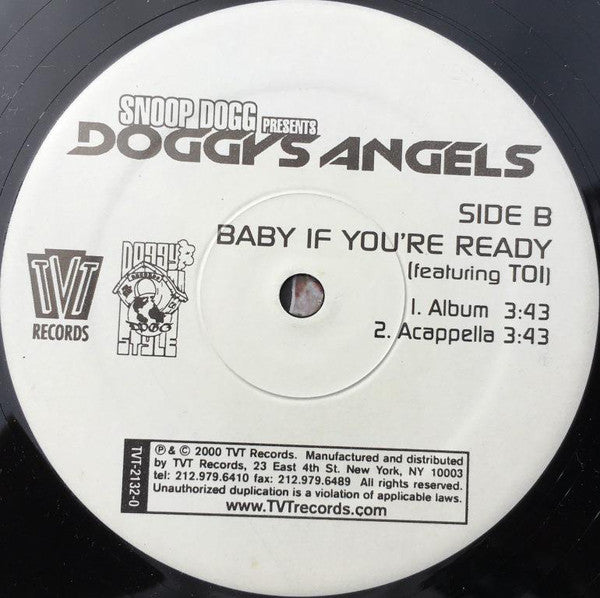 SNOOP DOGG PRESENTS
DOGGY'S ANGELS
SIDE B
BABY IF YOU'RE READY
(featuring TOI)
1. Album 3:43
2. Acappella 3:43
TVT
RECORDS
DOGGY
STYLE
TVT-2132-0
℗ & © 2000 TVT Records. Manufactured and distributed
by TVT Records, 23 East 4th St. New York, NY 10003
tel: 212.979.6410 fax: 212.979.6489 All rights reserved.
Unauthorized duplication is a violation of applicable laws.
www.TVTrecords.com